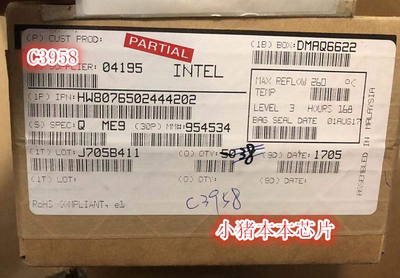 (P) CUST PROD:
PARTIAL
(1B) BOX: DMAQ6622
C3958
SUPPLIER: 04195 INTEL
MAX REFLOW 260 °C
TEMP
(1P) IPN: HW8076502444202
LEVEL 3 HOURS 168
BAG SEAL DATE 01AUG17
(S) SPEC: Q ME9 (30P) MM#: 954534
(1T) LOT: J705B411 (Q) QTY: 38 (9D) DATE: 1705
(1T) LOT: (Q) QTY: (9D) DATE:
ASSEMBLED IN MALAYSIA
RoHS COMPLIANT, e1
C3958
小猪本本芯片